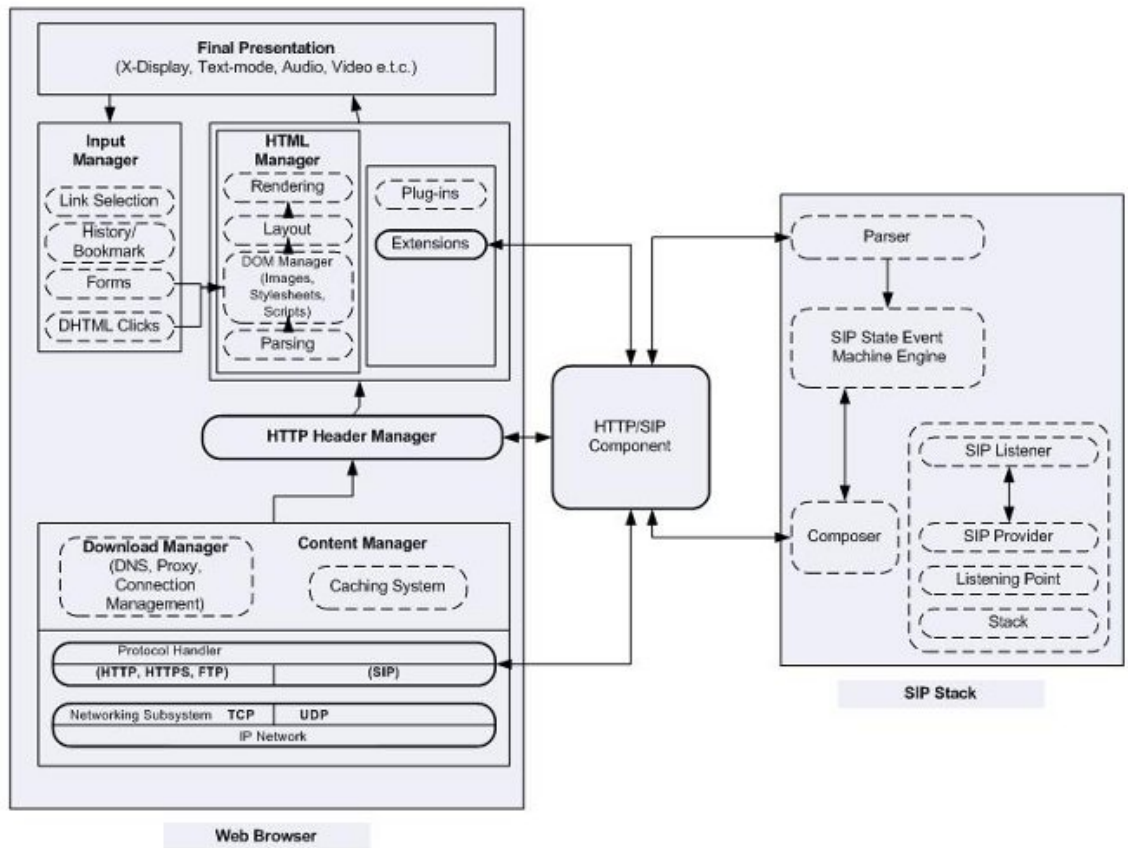 Final Presentation
(X-Display, Text-mode, Audio, Video e.t.c.)
Input
Manager
Link Selection
History/
Bookmark
Forms
DHTML Clicks
HTML
Manager
Rendering
Layout
DOM Manager
(Images,
Stylesheets,
Scripts)
Parsing
Plug-ins
Extensions
HTTP Header Manager
HTTP/SIP
Component
Download Manager
(DNS, Proxy,
Connection
Management)
Content Manager
Caching System
Protocol Handler
(HTTP, HTTPS, FTP)
(SIP)
Networking Subsystem TCP
UDP
IP Network
Web Browser
Parser
SIP State Event
Machine Engine
Composer
SIP Listener
SIP Provider
Listening Point
Stack
SIP Stack